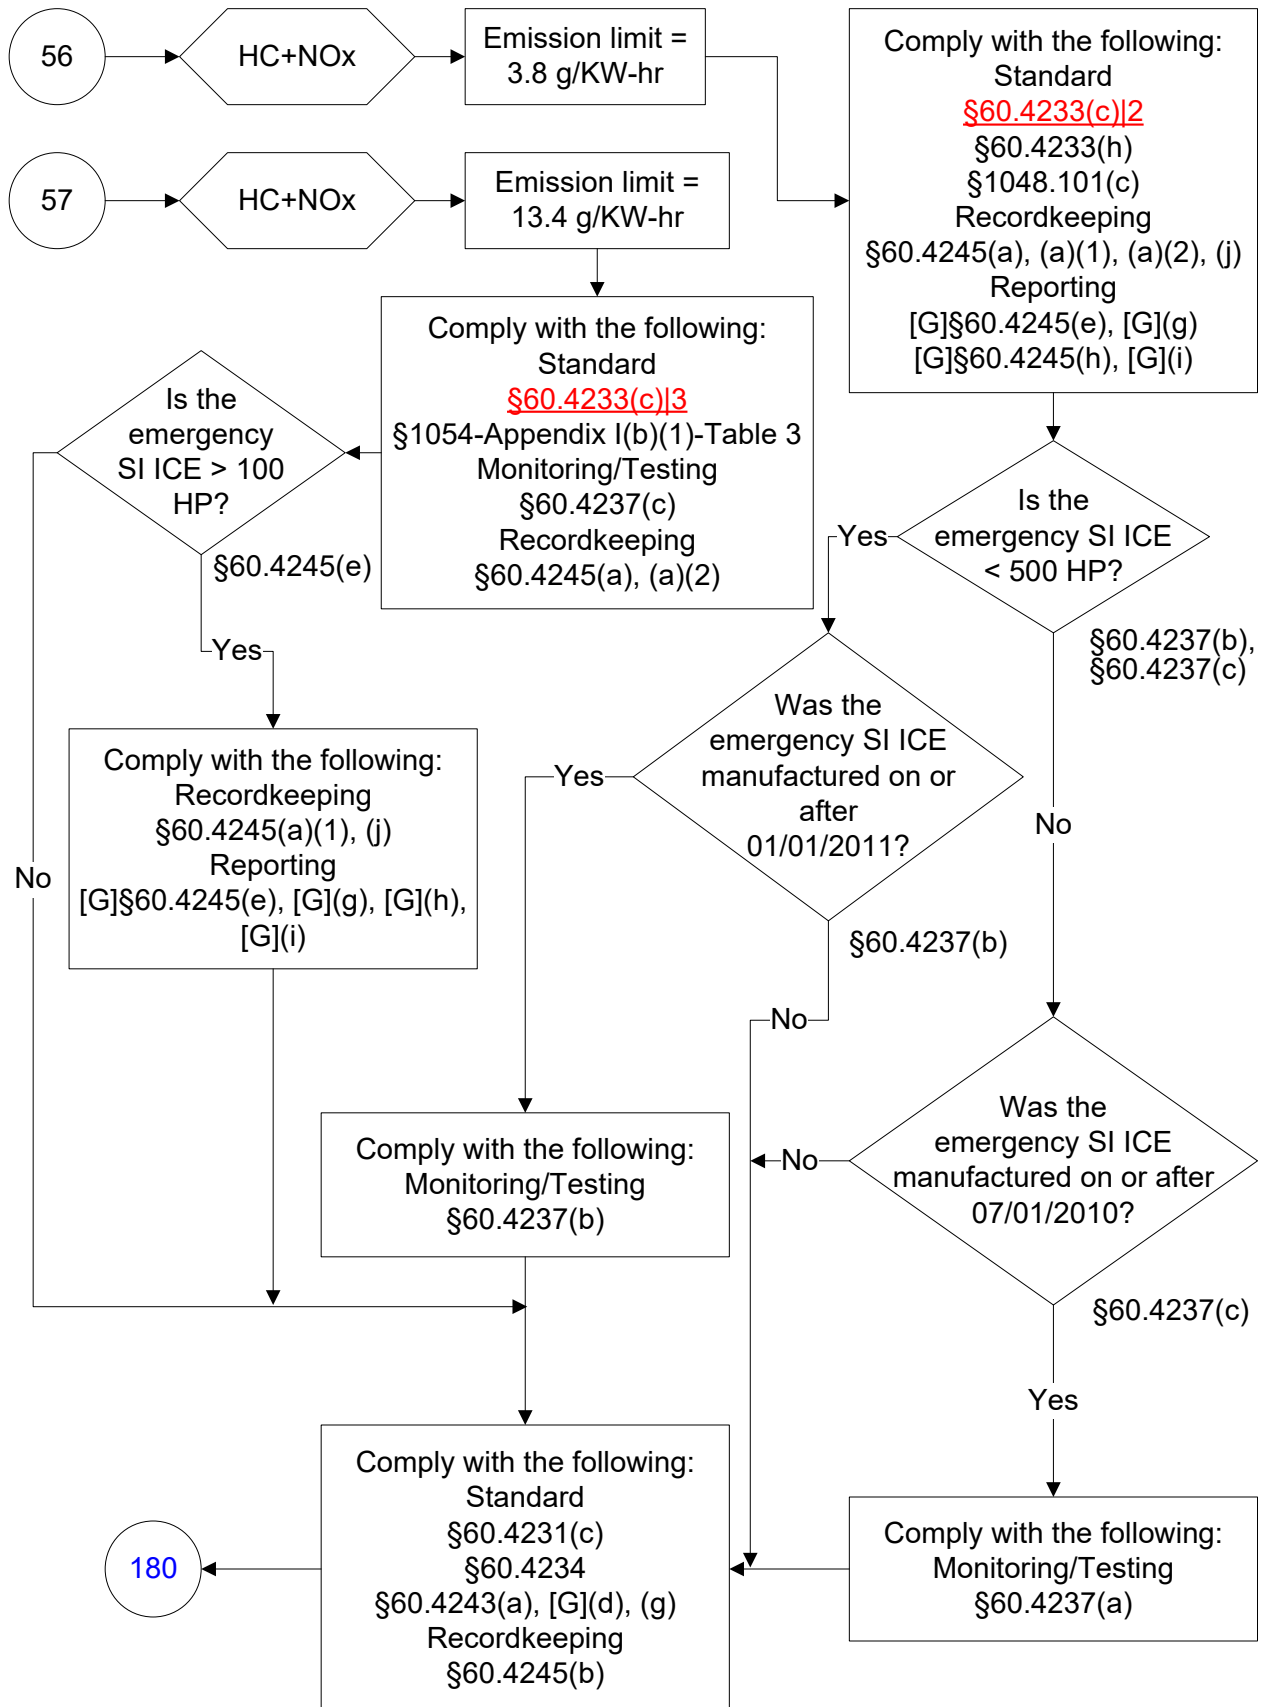 56
HC+NOx
Emission limit =
3.8 g/KW-hr
Comply with the following:
Standard
§60.4233(c)|2
§60.4233(h)
§1048.101(c)
Recordkeeping
§60.4245(a), (a)(1), (a)(2), (j)
Reporting
[G]§60.4245(e), [G](g)
[G]§60.4245(h), [G](i)
57
HC+NOx
Emission limit =
13.4 g/KW-hr
Comply with the following:
Standard
§60.4233(c)|3
§1054-Appendix I(b)(1)-Table 3
Monitoring/Testing
§60.4237(c)
Recordkeeping
§60.4245(a), (a)(2)
Is the
emergency
SI ICE > 100
HP?
§60.4245(e)
Yes
No
Comply with the following:
Recordkeeping
§60.4245(a)(1), (j)
Reporting
[G]§60.4245(e), [G](g), [G](h),
[G](i)
Is the
emergency SI ICE
< 500 HP?
§60.4237(b),
§60.4237(c)
Yes
No
Was the
emergency SI ICE
manufactured on or
after
01/01/2011?
§60.4237(b)
Yes
No
Comply with the following:
Monitoring/Testing
§60.4237(b)
Was the
emergency SI ICE
manufactured on or after
07/01/2010?
§60.4237(c)
No
Yes
Comply with the following:
Monitoring/Testing
§60.4237(a)
Comply with the following:
Standard
§60.4231(c)
§60.4234
§60.4243(a), [G](d), (g)
Recordkeeping
§60.4245(b)
180